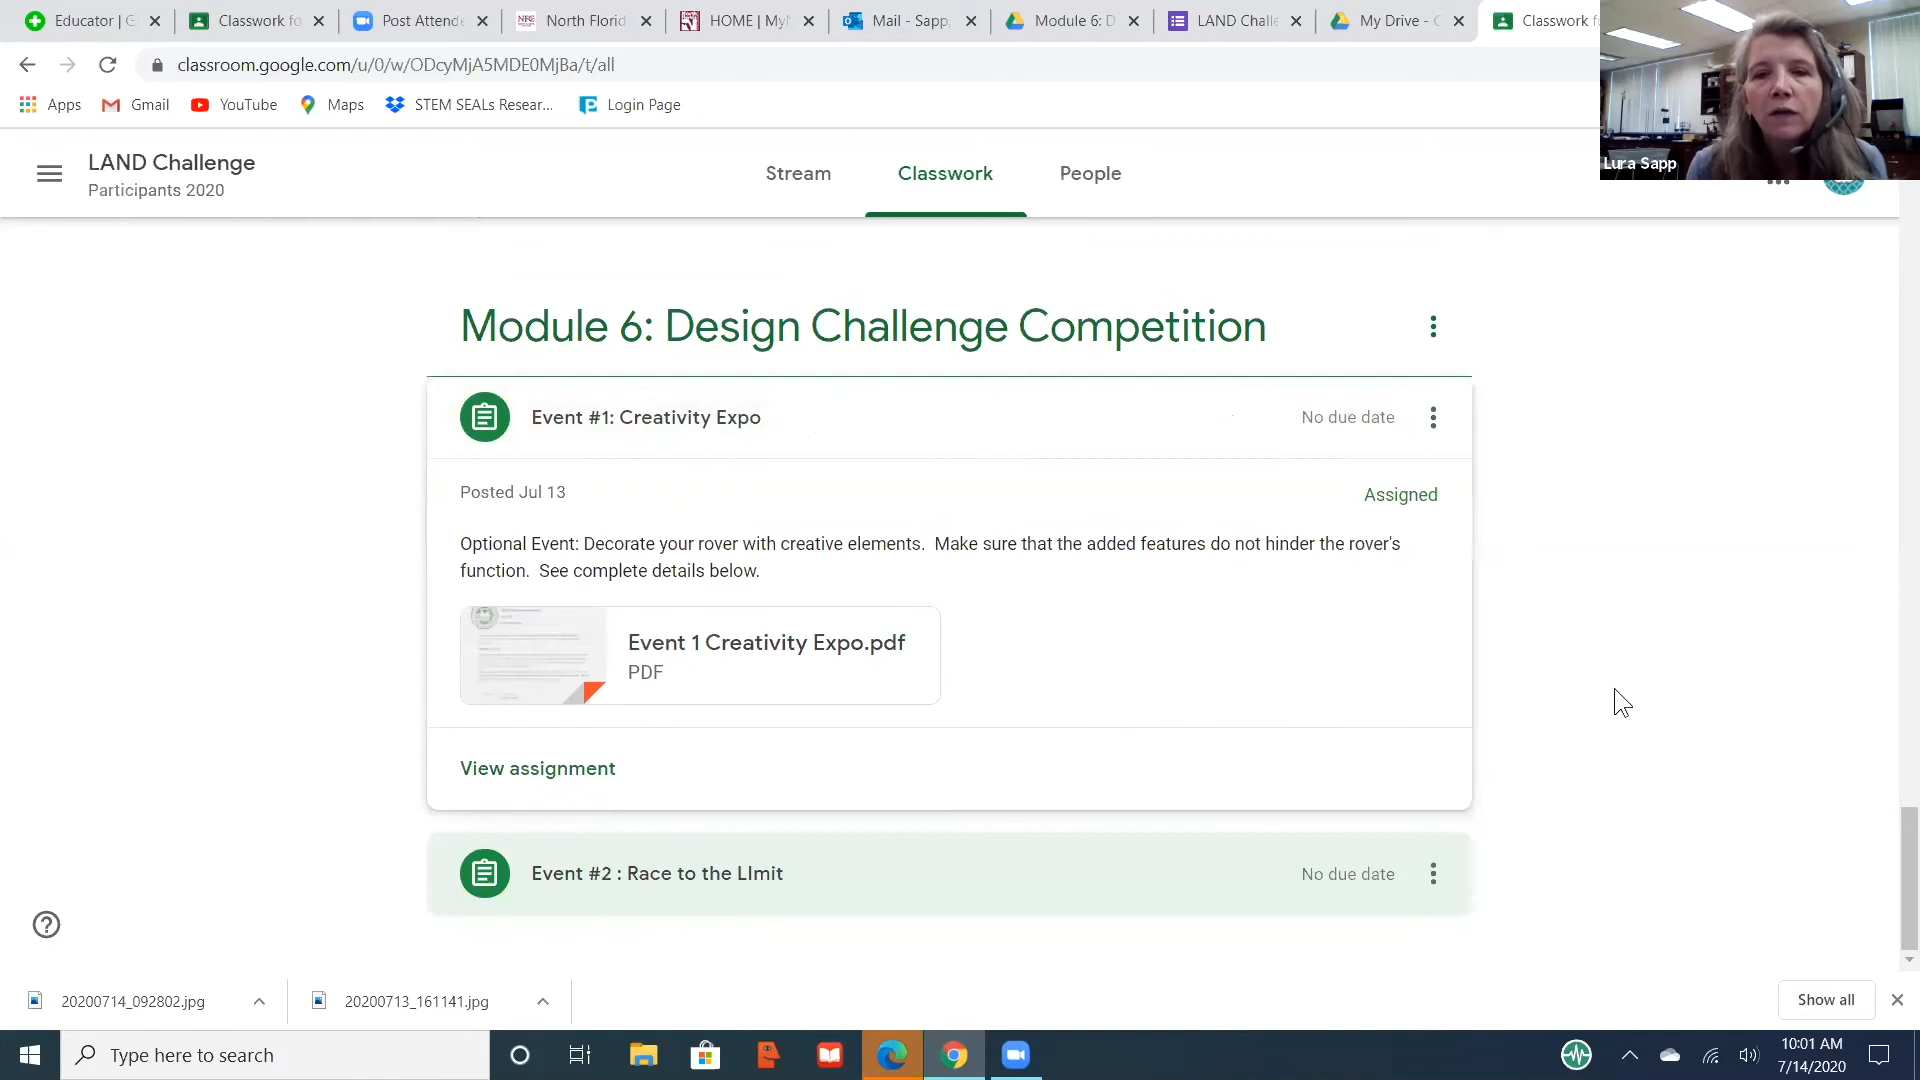 Educator | G
Classwork fo
Post Attende
North Florid
HOME | MyN
Mail - Sapp,
Module 6: D
LAND Challe
My Drive - G
Classwork f
classroom.google.com/u/0/w/ODcyMjA5MDE0MjBa/t/all
Apps
Gmail
YouTube
Maps
STEM SEALs Resear...
Login Page
Lura Sapp
LAND Challenge
Participants 2020
Stream
Classwork
People
Module 6: Design Challenge Competition
Event #1: Creativity Expo
No due date
Posted Jul 13
Assigned
Optional Event: Decorate your rover with creative elements.  Make sure that the added features do not hinder the rover's
function.  See complete details below.
Event 1 Creativity Expo.pdf
PDF
View assignment
Event #2 : Race to the LImit
No due date
20200714_092802.jpg
20200713_161141.jpg
Show all
Type here to search
10:01 AM
7/14/2020